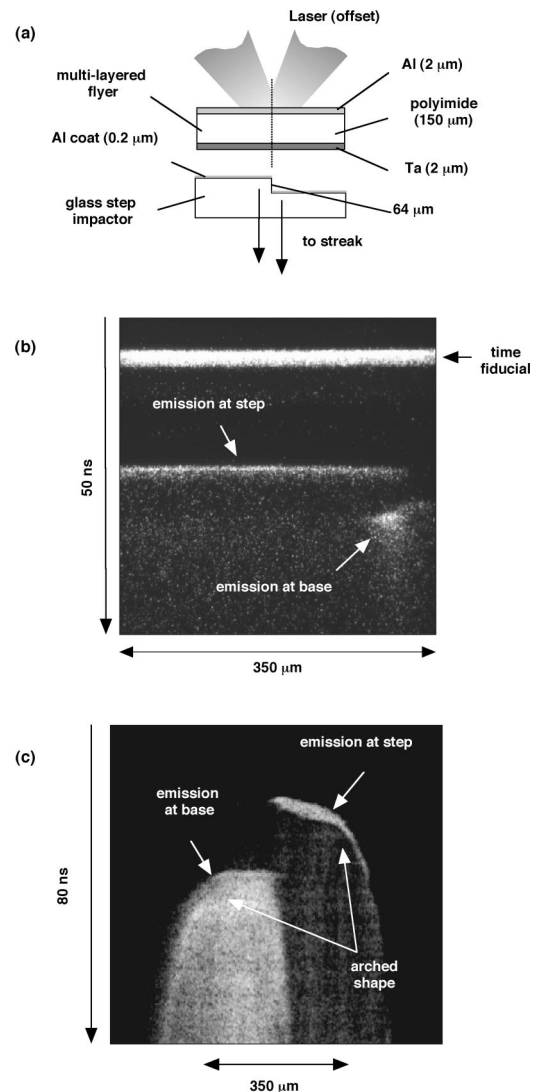 (a)
Laser (offset)
multi-layered
flyer
Al (2 μm)
polyimide
(150 μm)
Al coat (0.2 μm)
Ta (2 μm)
glass step
impactor
64 μm
to streak
(b)
time
fiducial
emission at step
50 ns
emission at base
350 μm
(c)
emission at step
emission
at base
80 ns
arched
shape
350 μm